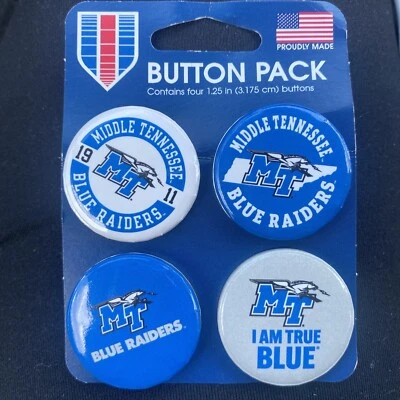 PROUDLY MADE
BUTTON PACK
Contains four 1.25 in (3.175 cm) buttons
MIDDLE TENNESSEE
19 11
MT
BLUE RAIDERS
MIDDLE TENNESSEE
MT
BLUE RAIDERS
MT
BLUE RAIDERS
MT
I AM TRUE
BLUE